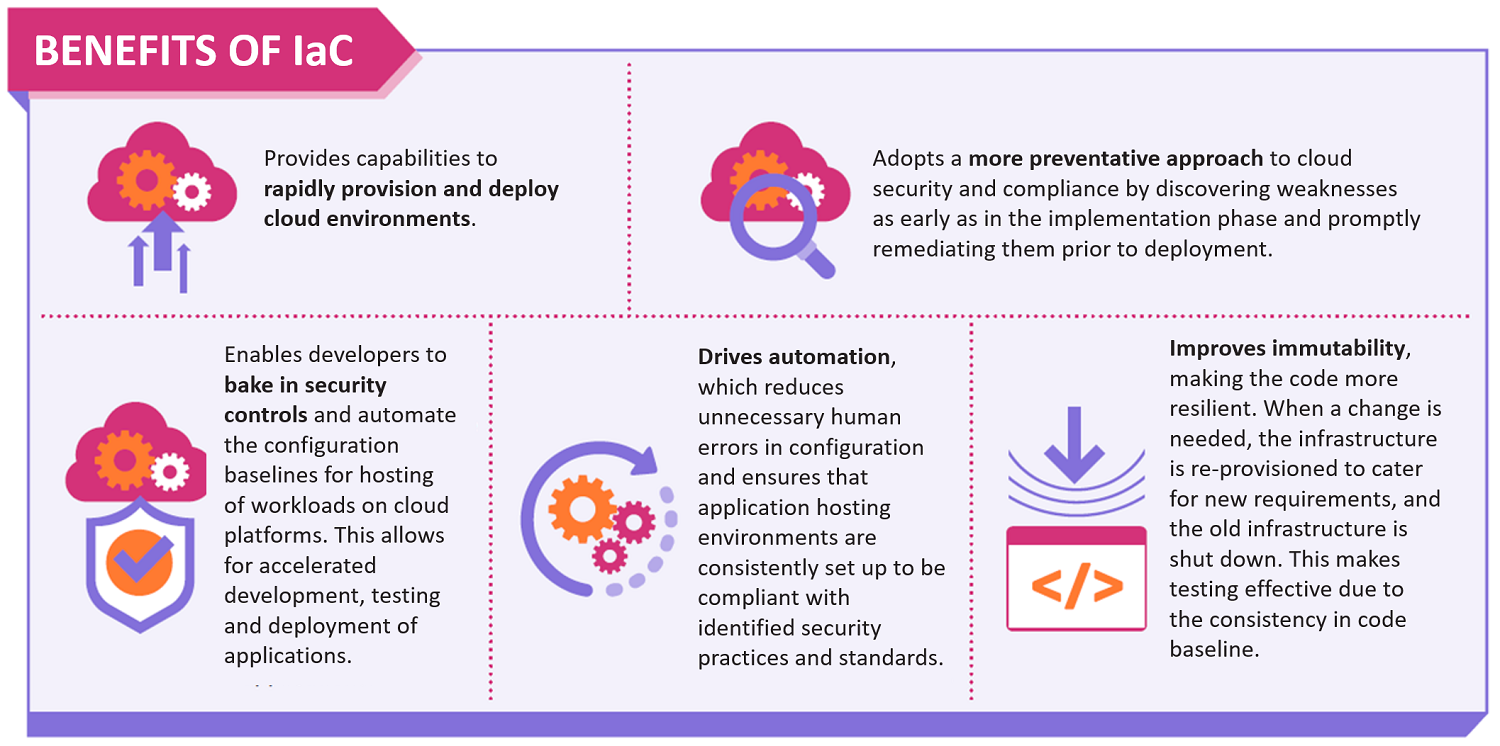 BENEFITS OF IaC
Provides capabilities to
rapidly provision and deploy
cloud environments.
Adopts a more preventative approach to cloud
security and compliance by discovering weaknesses
as early as in the implementation phase and promptly
remediating them prior to deployment.
Enables developers to
bake in security
controls and automate
the configuration
baselines for hosting
of workloads on cloud
platforms. This allows
for accelerated
development, testing
and deployment of
applications.
Drives automation,
which reduces
unnecessary human
errors in configuration
and ensures that
application hosting
environments are
consistently set up to be
compliant with
identified security
practices and standards.
Improves immutability,
making the code more
resilient. When a change is
needed, the infrastructure
is re-provisioned to cater
for new requirements, and
the old infrastructure is
shut down. This makes
testing effective due to
the consistency in code
baseline.
</>